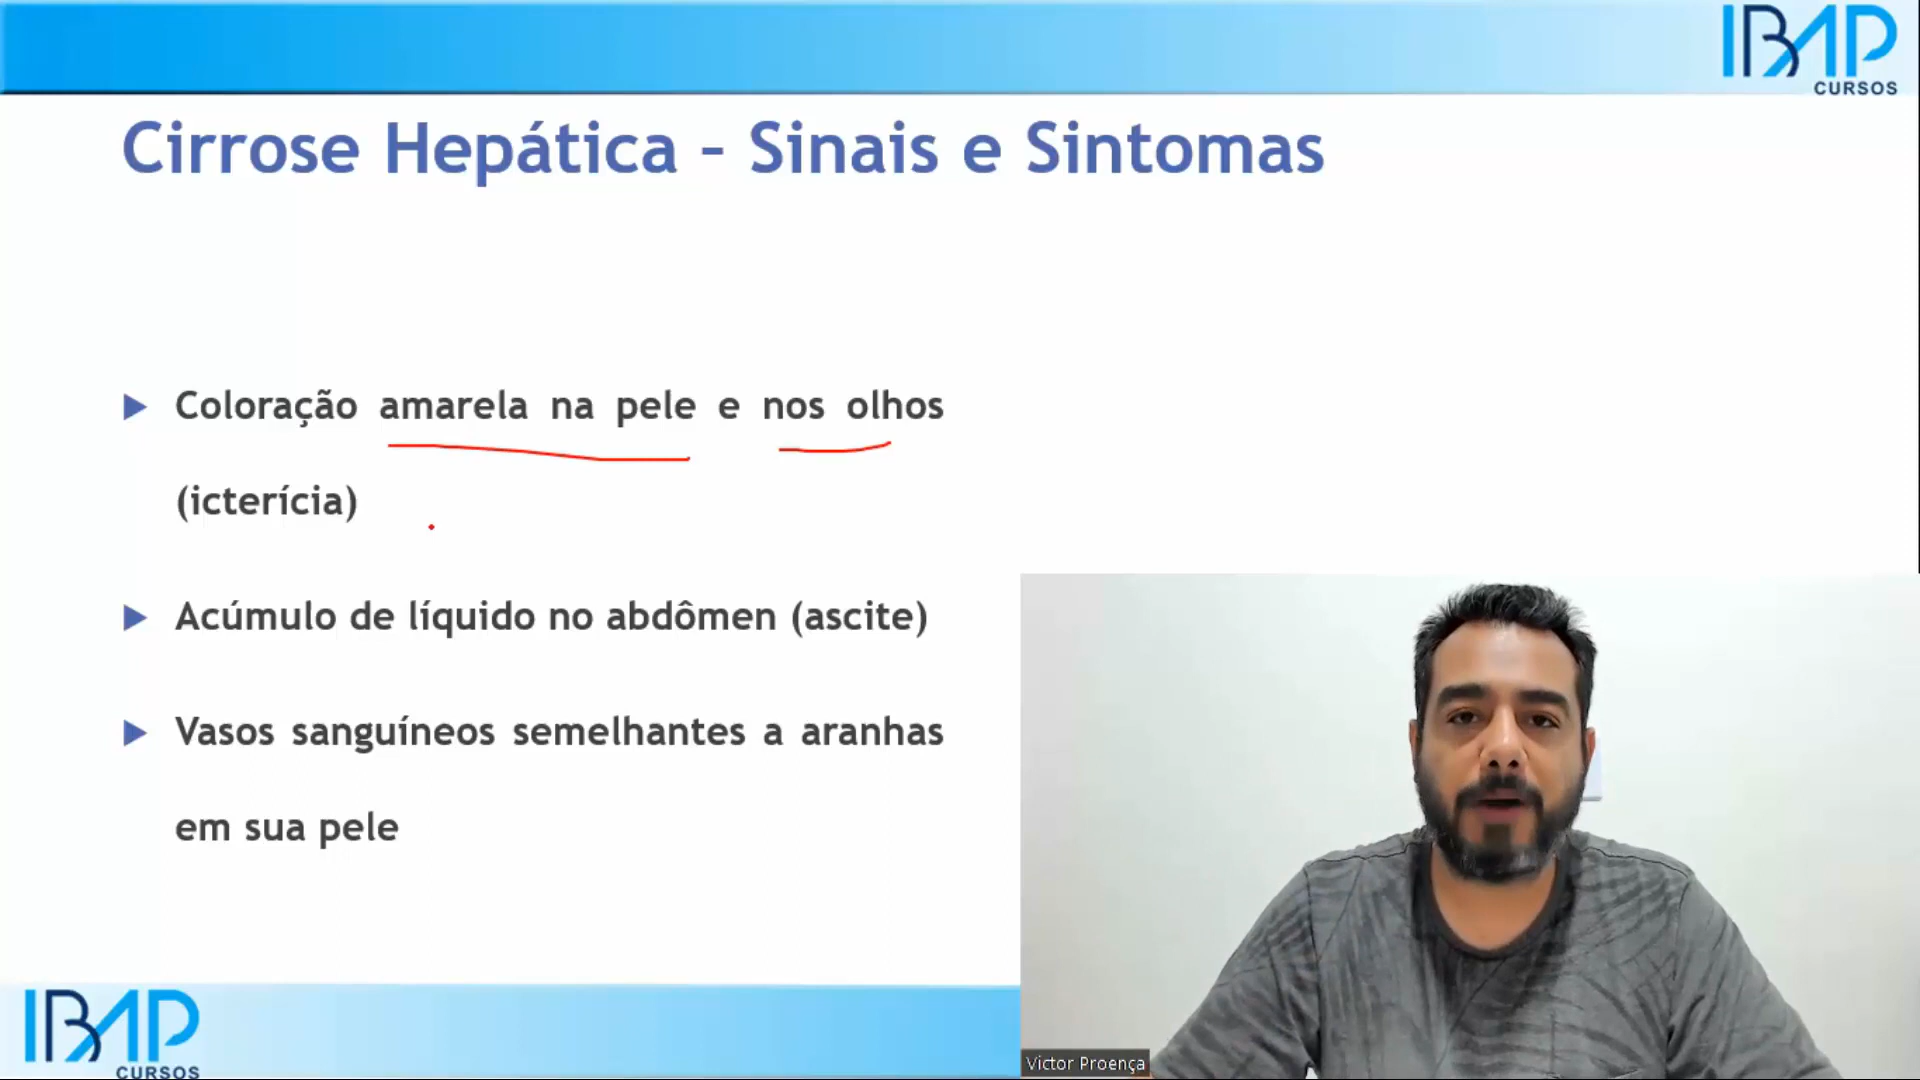 IBAP
CURSOS
Cirrose Hepática – Sinais e Sintomas
Coloração amarela na pele e nos olhos
(icterícia)
Acúmulo de líquido no abdômen (ascite)
Vasos sanguíneos semelhantes a aranhas
em sua pele
IBAP
CURSOS
Victor Proença